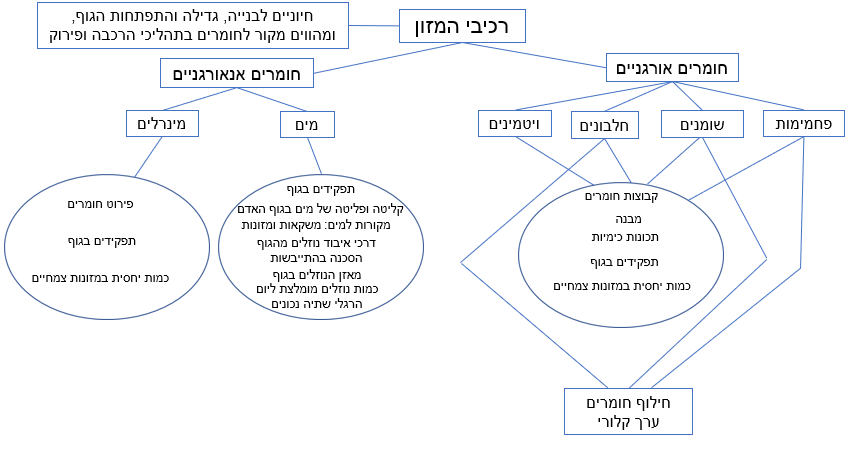 רכיבי המזון
חיוניים לבנייה, גדילה והתפתחות הגוף,
ומהווים מקור לחומרים בתהליכי הרכבה ופירוק
חומרים אורגניים
חומרים אנאורגניים
פחמימות
שומנים
חלבונים
ויטמינים
מים
מינרלים
קבוצות חומרים
מבנה
תכונות כימיות
תפקידים בגוף
כמות יחסית במזונות צמחיים
תפקידים בגוף
קליטה ופליטה של מים בגוף האדם
מקורות למים: משקאות ומזונות
דרכי איבוד נוזלים מהגוף
הסכנה בהתייבשות
מאזן הנוזלים בגוף
כמות נוזלים מומלצת ליום
הרגלי שתיה נכונים
פירוט חומרים
תפקידים בגוף
כמות יחסית במזונות צמחיים
חילוף חומרים
ערך קלורי